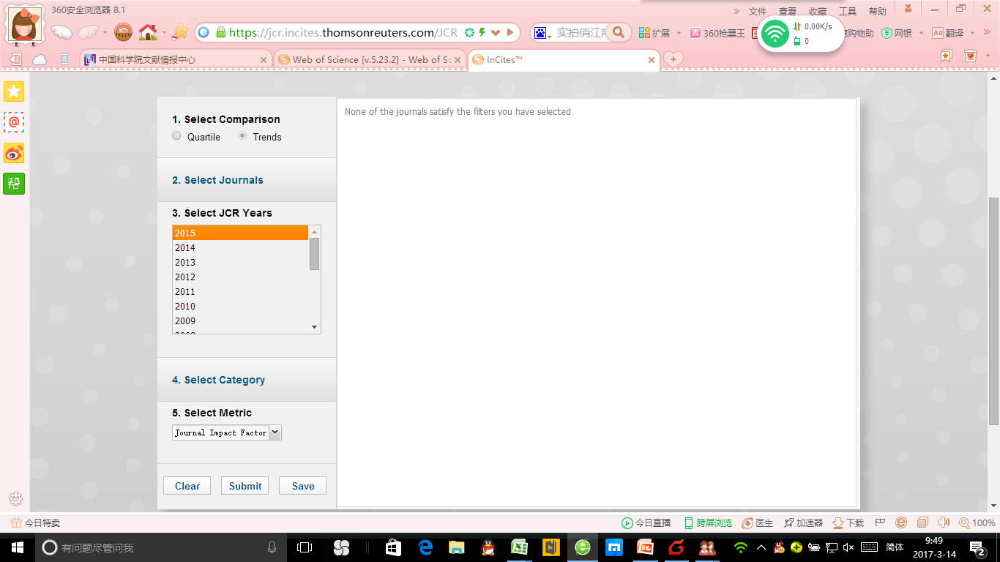 360安全浏览器 8.1
» 文件 查看 收藏 工具 帮助
https://jcr.incites.thomsonreuters.com/JCR
实拍俏江
扩展
360抢票王
购物助
网银
Aa 翻译
»
0.00K/s
0
中国科学院文献情报中心
Web of Science [v.5.23.2] - Web of Sc
InCites™
帮
1. Select Comparison
Quartile Trends
None of the journals satisfy the filters you have selected
2. Select Journals
3. Select JCR Years
2015
2014
2013
2012
2011
2010
2009
4. Select Category
5. Select Metric
Journal Impact Factor
Clear Submit Save
今日特卖
今日直播 跨屏浏览 医生 加速器 下载 100%
有问题尽管问我
简体
9:49
2017-3-14
2